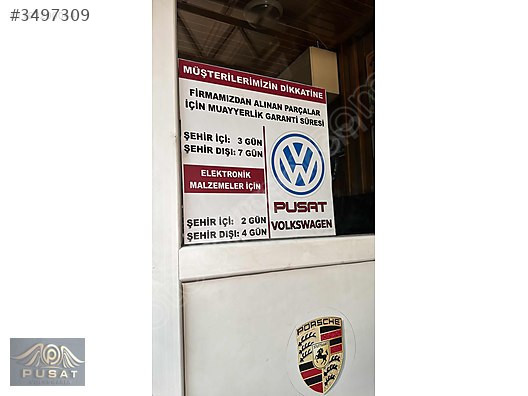 #3497309
MÜŞTERİLERİMİZİN DİKKATİNE
FİRMAMIZDAN ALINAN PARÇALAR
İÇİN MUAYYERLİK GARANTİ SÜRESİ
ŞEHİR İÇİ: 3 GÜN
ŞEHİR DIŞI: 7 GÜN
ELEKTRONİK
MALZEMELER İÇİN
ŞEHİR İÇİ: 2 GÜN
ŞEHİR DIŞI: 4 GÜN
PUSAT
VOLKSWAGEN
PORSCHE
PUSAT